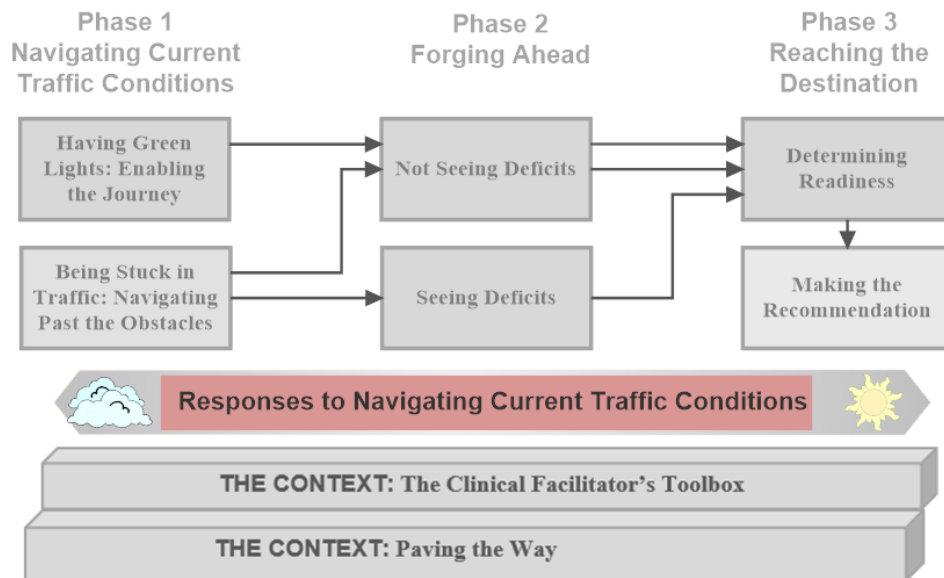 Phase 1
Navigating Current
Traffic Conditions
Phase 2
Forging Ahead
Phase 3
Reaching the
Destination
Having Green
Lights: Enabling
the Journey
Not Seeing Deficits
Determining
Readiness
Being Stuck in
Traffic: Navigating
Past the Obstacles
Seeing Deficits
Making the
Recommendation
Responses to Navigating Current Traffic Conditions
THE CONTEXT: The Clinical Facilitator's Toolbox
THE CONTEXT: Paving the Way